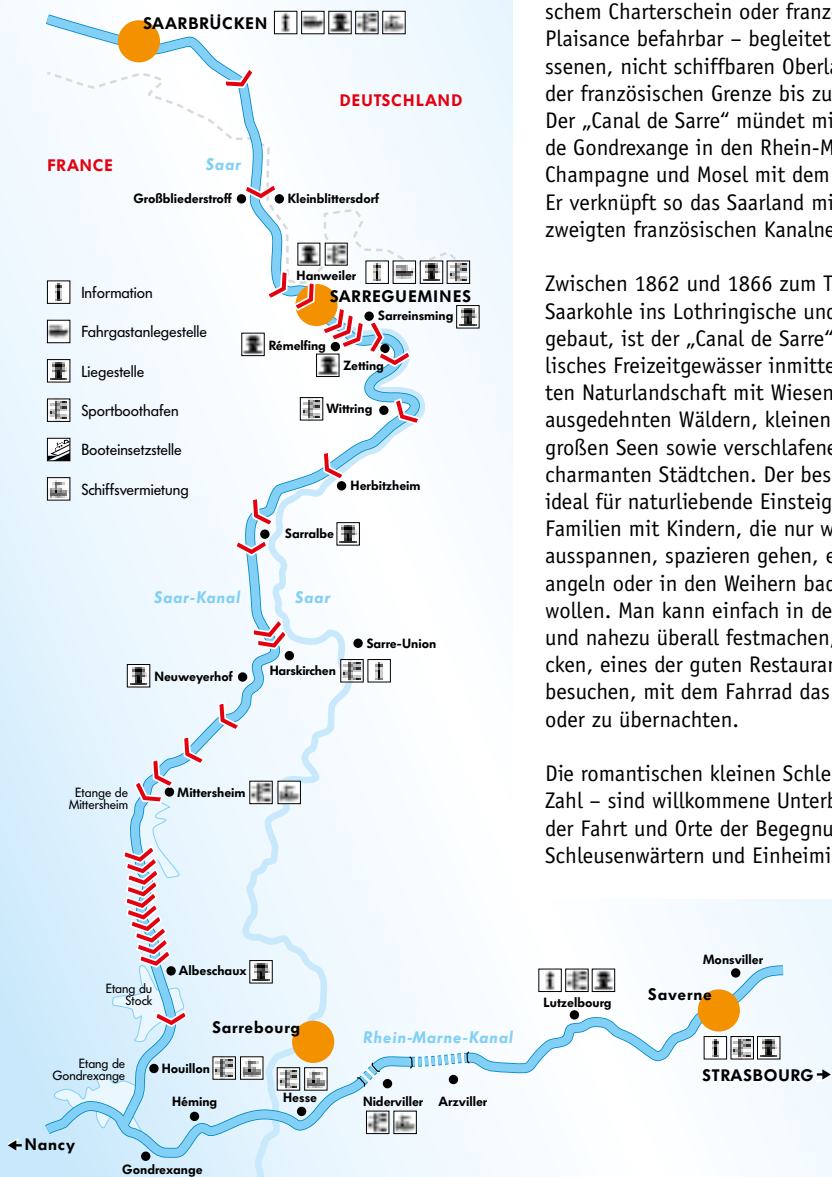 SAARBRÜCKEN
DEUTSCHLAND
FRANCE
Saar
Großbliederstroff
Kleinblittersdorf
Hanweiler
SARREGUEMINES
Sarreinsming
Rémelfing
Zetting
Wittring
Herbitzheim
Sarralbe
Saar-Kanal
Saar
Sarre-Union
Harskirchen
Neuweyerhof
Mittersheim
Etange de
Mittersheim
Albeschaux
Etang du
Stock
Sarrebourg
Etang de
Gondrexange
Houillon
Héming
Hesse
Gondrexange
←Nancy
Rhein-Marne-Kanal
Niderviller
Arzviller
Lutzelbourg
Saverne
Monsviller
STRASBOURG→
Information
Fahrgastanlegestelle
Liegestelle
Sportboothafen
Booteinsetzstelle
Schiffsvermietung
schem Charterschein oder franz
Plaisance befahrbar – begleitet
ssenen, nicht schiffbaren Oberla
der französischen Grenze bis zu
Der „Canal de Sarre“ mündet mi
de Gondrexange in den Rhein-M
Champagne und Mosel mit dem
Er verknüpft so das Saarland mi
zweigten französischen Kanalne
Zwischen 1862 und 1866 zum T
Saarkohle ins Lothringische und
gebaut, ist der „Canal de Sarre“
lisches Freizeitgewässer inmitte
ten Naturlandschaft mit Wiesen
ausgedehnten Wäldern, kleinen
großen Seen sowie verschlafene
charmanten Städtchen. Der bes
ideal für naturliebende Einsteig
Familien mit Kindern, die nur w
ausspannen, spazieren gehen, e
angeln oder in den Weihern bad
wollen. Man kann einfach in de
und nahezu überall festmachen,
cken, eines der guten Restauran
besuchen, mit dem Fahrrad das
oder zu übernachten.
Die romantischen kleinen Schle
Zahl – sind willkommene Unterb
der Fahrt und Orte der Begegnu
Schleusenwärtern und Einheimi